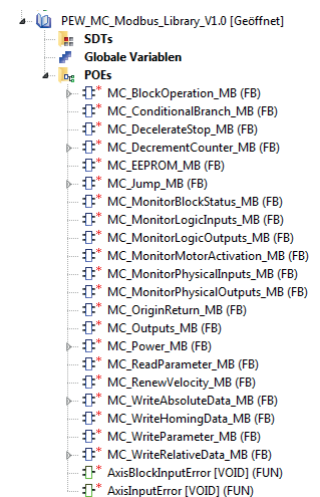 PEW_MC_Modbus_Library_V1.0 [Geöffnet]
SDTs
Globale Variablen
POEs
MC_BlockOperation_MB (FB)
MC_ConditionalBranch_MB (FB)
MC_DecelerateStop_MB (FB)
MC_DecrementCounter_MB (FB)
MC_EEPROM_MB (FB)
MC_Jump_MB (FB)
MC_MonitorBlockStatus_MB (FB)
MC_MonitorLogicInputs_MB (FB)
MC_MonitorLogicOutputs_MB (FB)
MC_MonitorMotorActivation_MB (FB)
MC_MonitorPhysicalInputs_MB (FB)
MC_MonitorPhysicalOutputs_MB (FB)
MC_OriginReturn_MB (FB)
MC_Outputs_MB (FB)
MC_Power_MB (FB)
MC_ReadParameter_MB (FB)
MC_RenewVelocity_MB (FB)
MC_WriteAbsoluteData_MB (FB)
MC_WriteHomingData_MB (FB)
MC_WriteParameter_MB (FB)
MC_WriteRelativeData_MB (FB)
AxisBlockInputError [VOID] (FUN)
AxisInputError [VOID] (FUN)